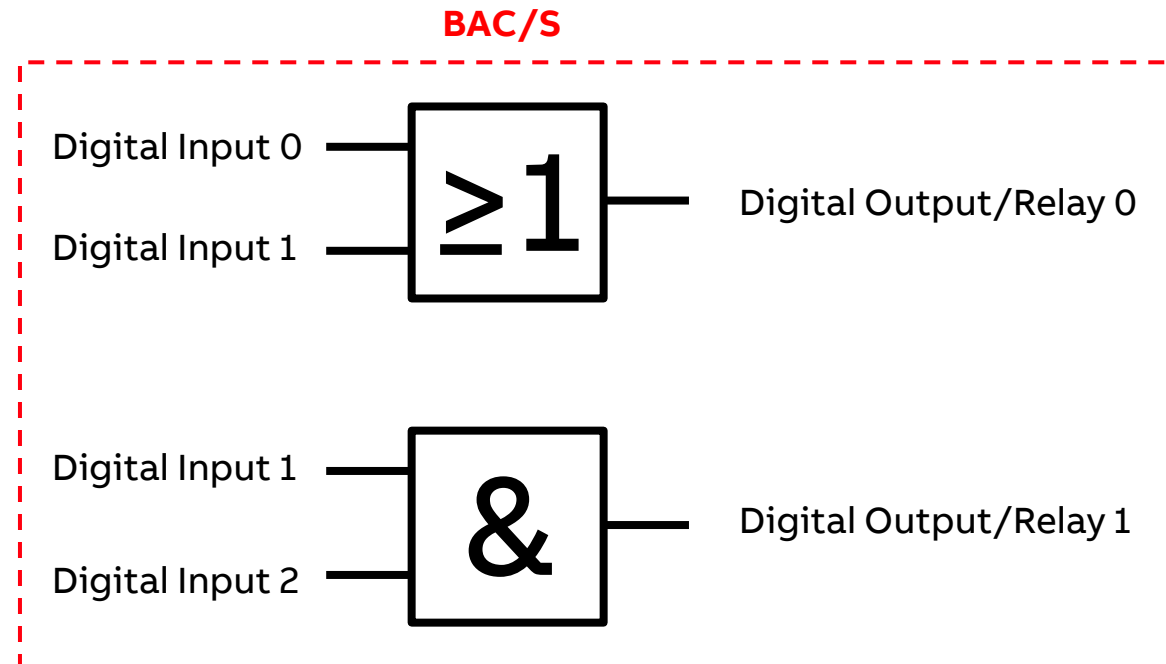 BAC/S
Digital Input 0
≥1
Digital Output/Relay 0
Digital Input 1
Digital Input 1
&
Digital Output/Relay 1
Digital Input 2